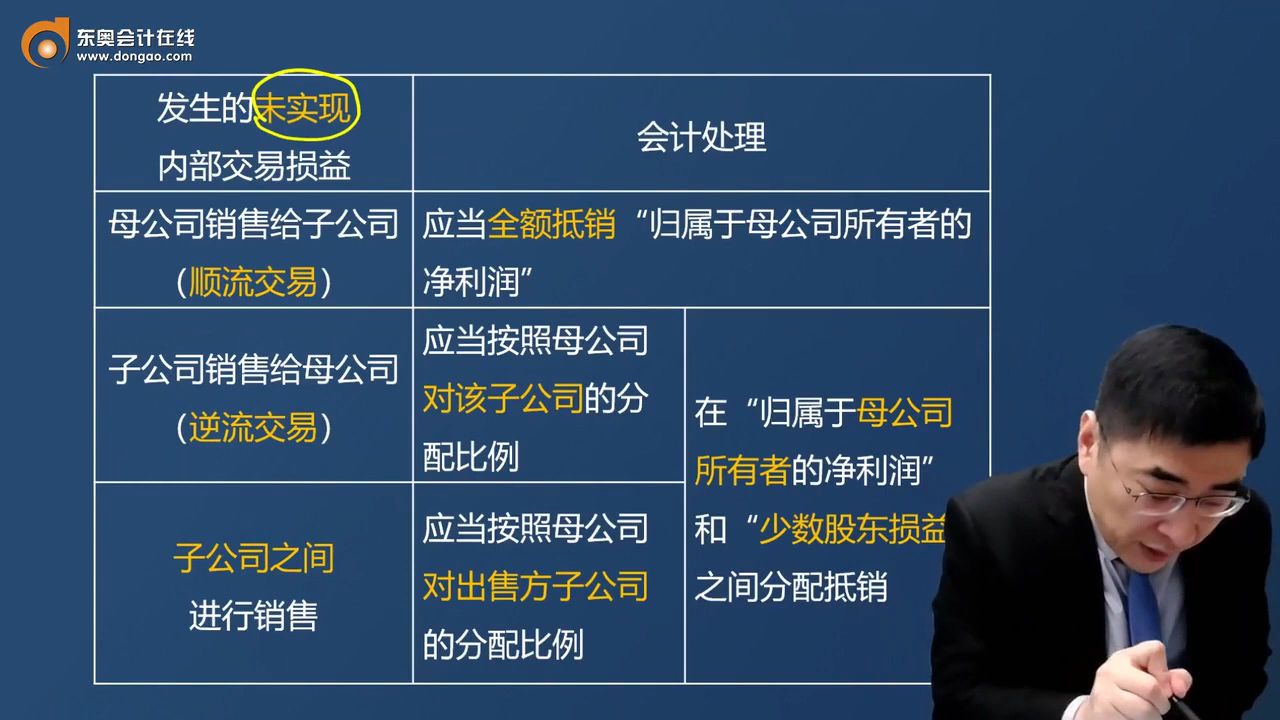 东奥会计在线
www.dongao.com
发生的未实现
内部交易损益
会计处理
母公司销售给子公司
（顺流交易）
应当全额抵销“归属于母公司所有者的
净利润”
子公司销售给母公司
（逆流交易）
应当按照母公司
对该子公司的分
配比例
子公司之间
进行销售
应当按照母公司
对出售方子公司
的分配比例
在“归属于母公司
所有者的净利润”
和“少数股东损益
之间分配抵销